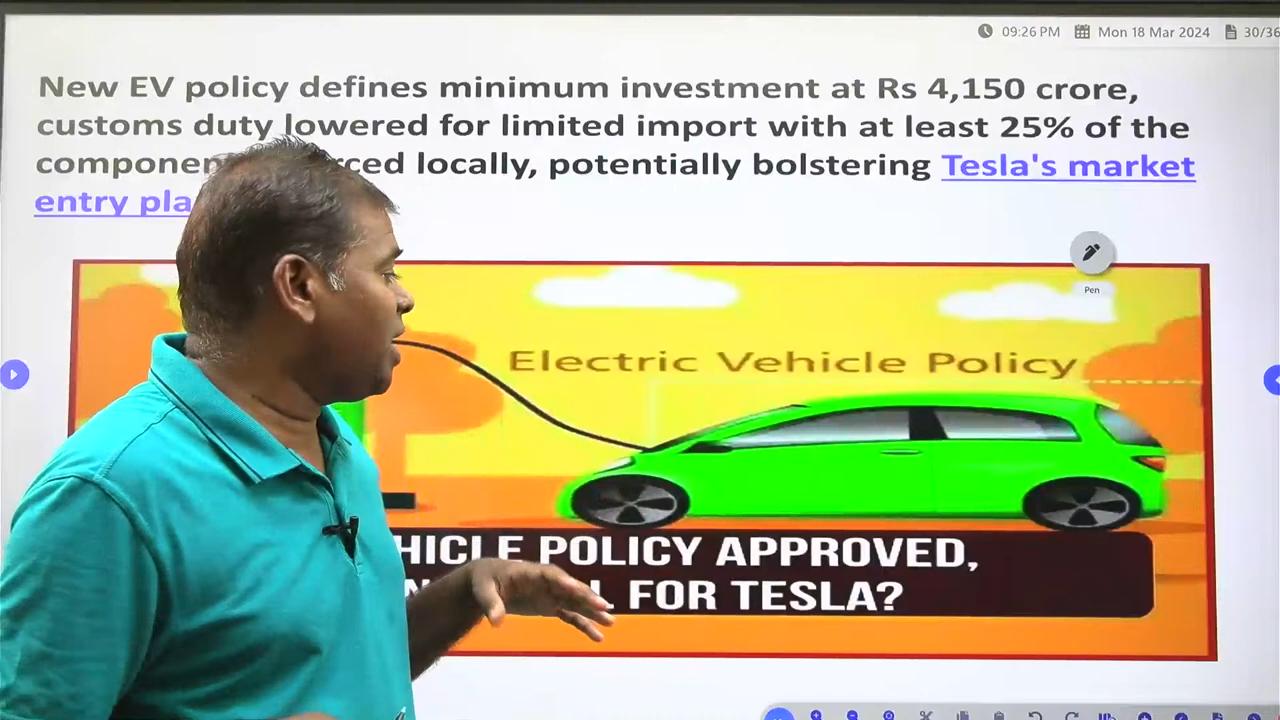 09:26 PM Mon 18 Mar 2024 30/36
New EV policy defines minimum investment at Rs 4,150 crore,
customs duty lowered for limited import with at least 25% of the
locally, potentially bolstering Tesla's market
entry
Pen
Electric Vehicle Policy
POLICY APPROVED,
FOR TESLA?